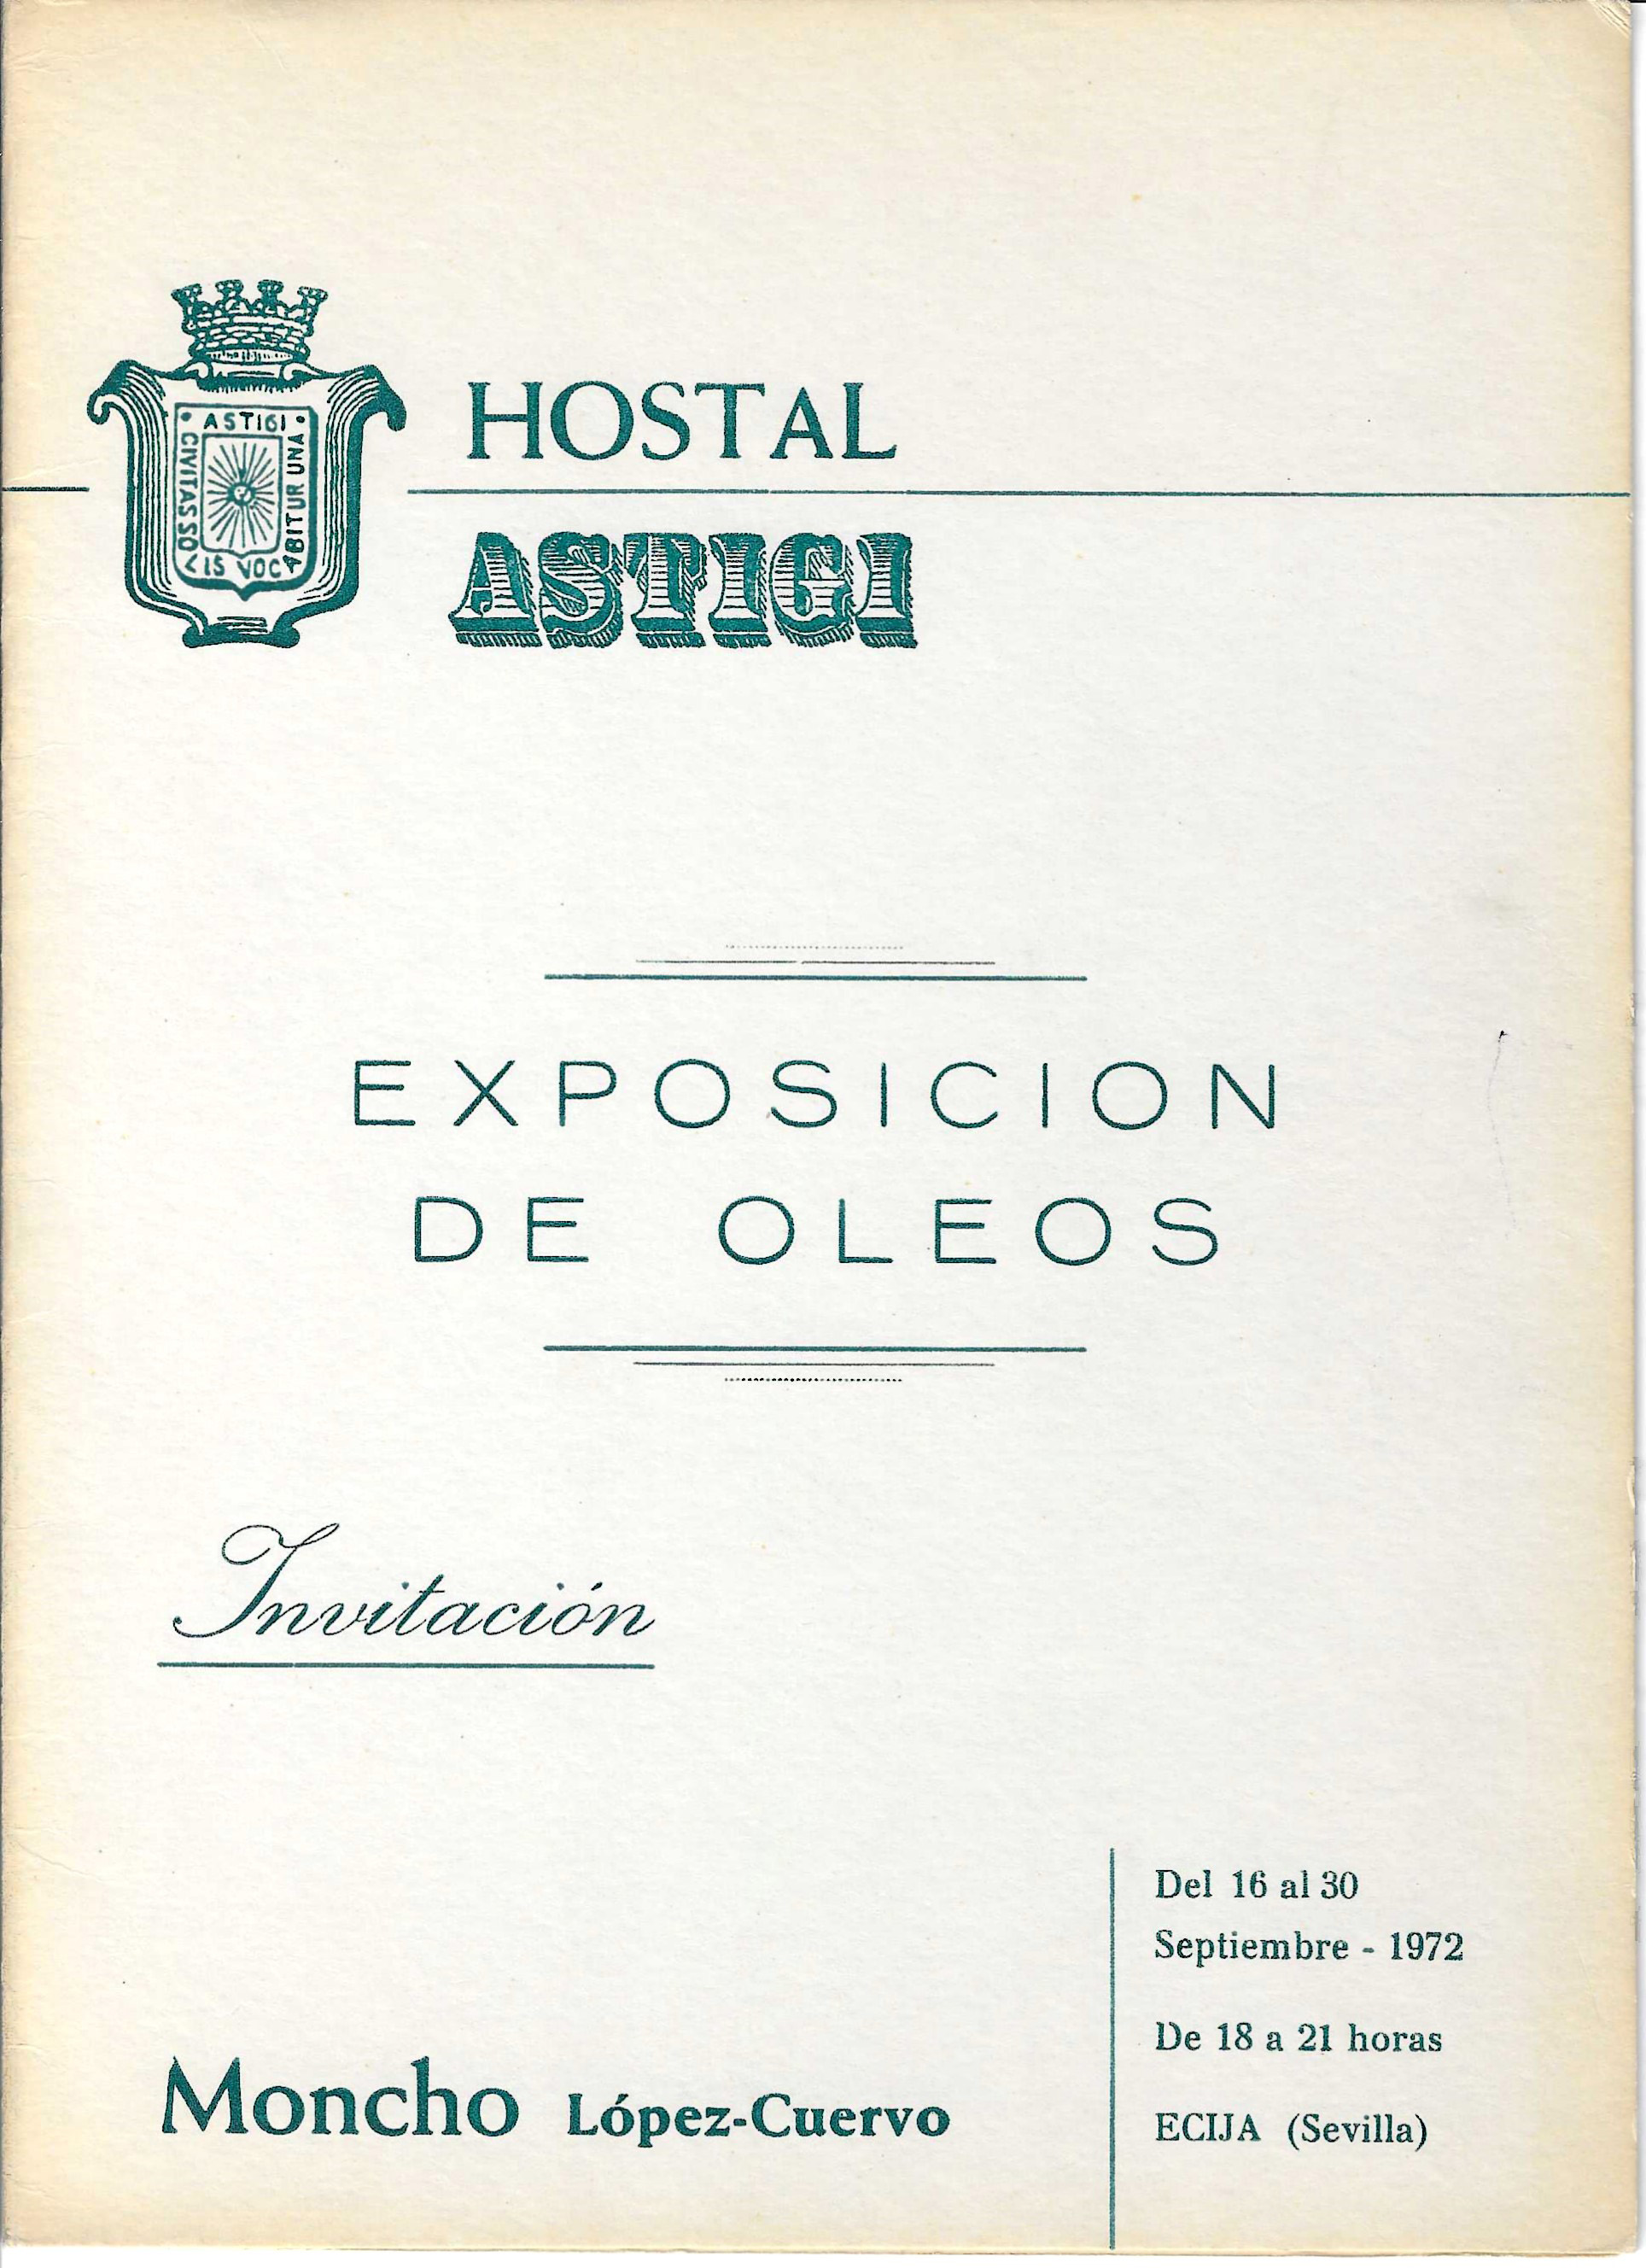 ASTIGI
CIVITAS SOLIS VOCABITUR UNA
HOSTAL
ASTIGI
EXPOSICION
DE OLEOS
Invitación
Del 16 al 30
Septiembre - 1972
De 18 a 21 horas
ECIJA (Sevilla)
Moncho López-Cuervo